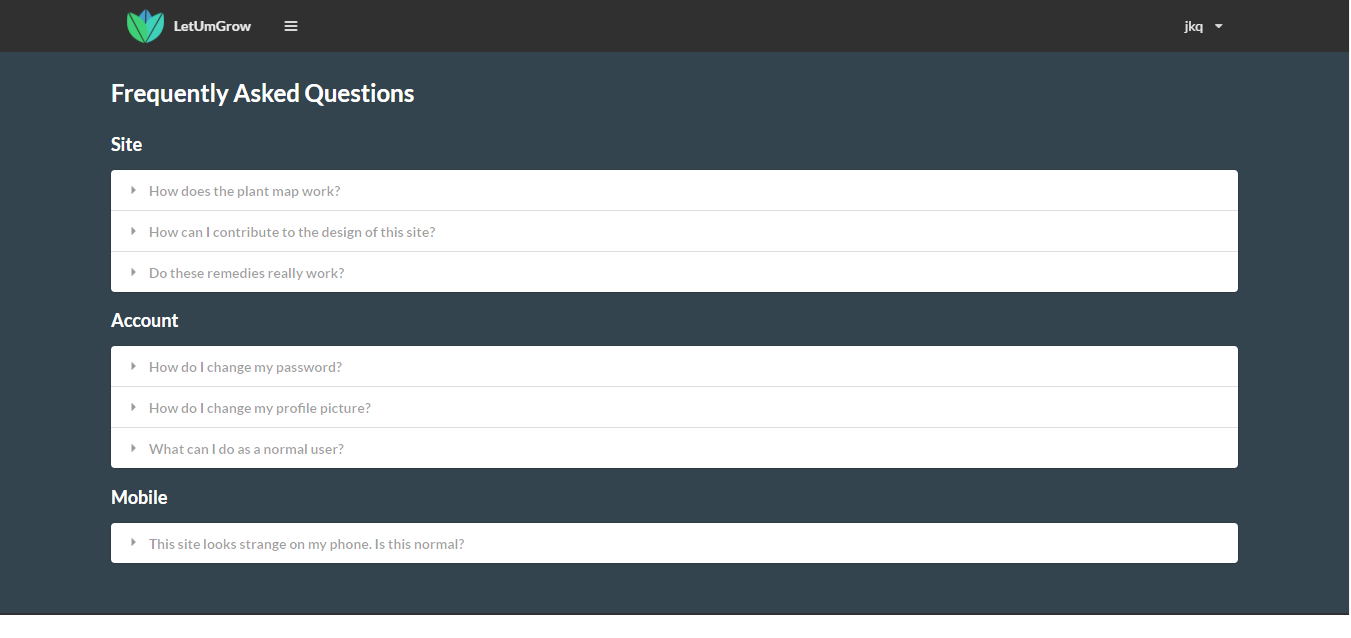 LetUmGrow
jkq
Frequently Asked Questions
Site
How does the plant map work?
How can I contribute to the design of this site?
Do these remedies really work?
Account
How do I change my password?
How do I change my profile picture?
What can I do as a normal user?
Mobile
This site looks strange on my phone. Is this normal?